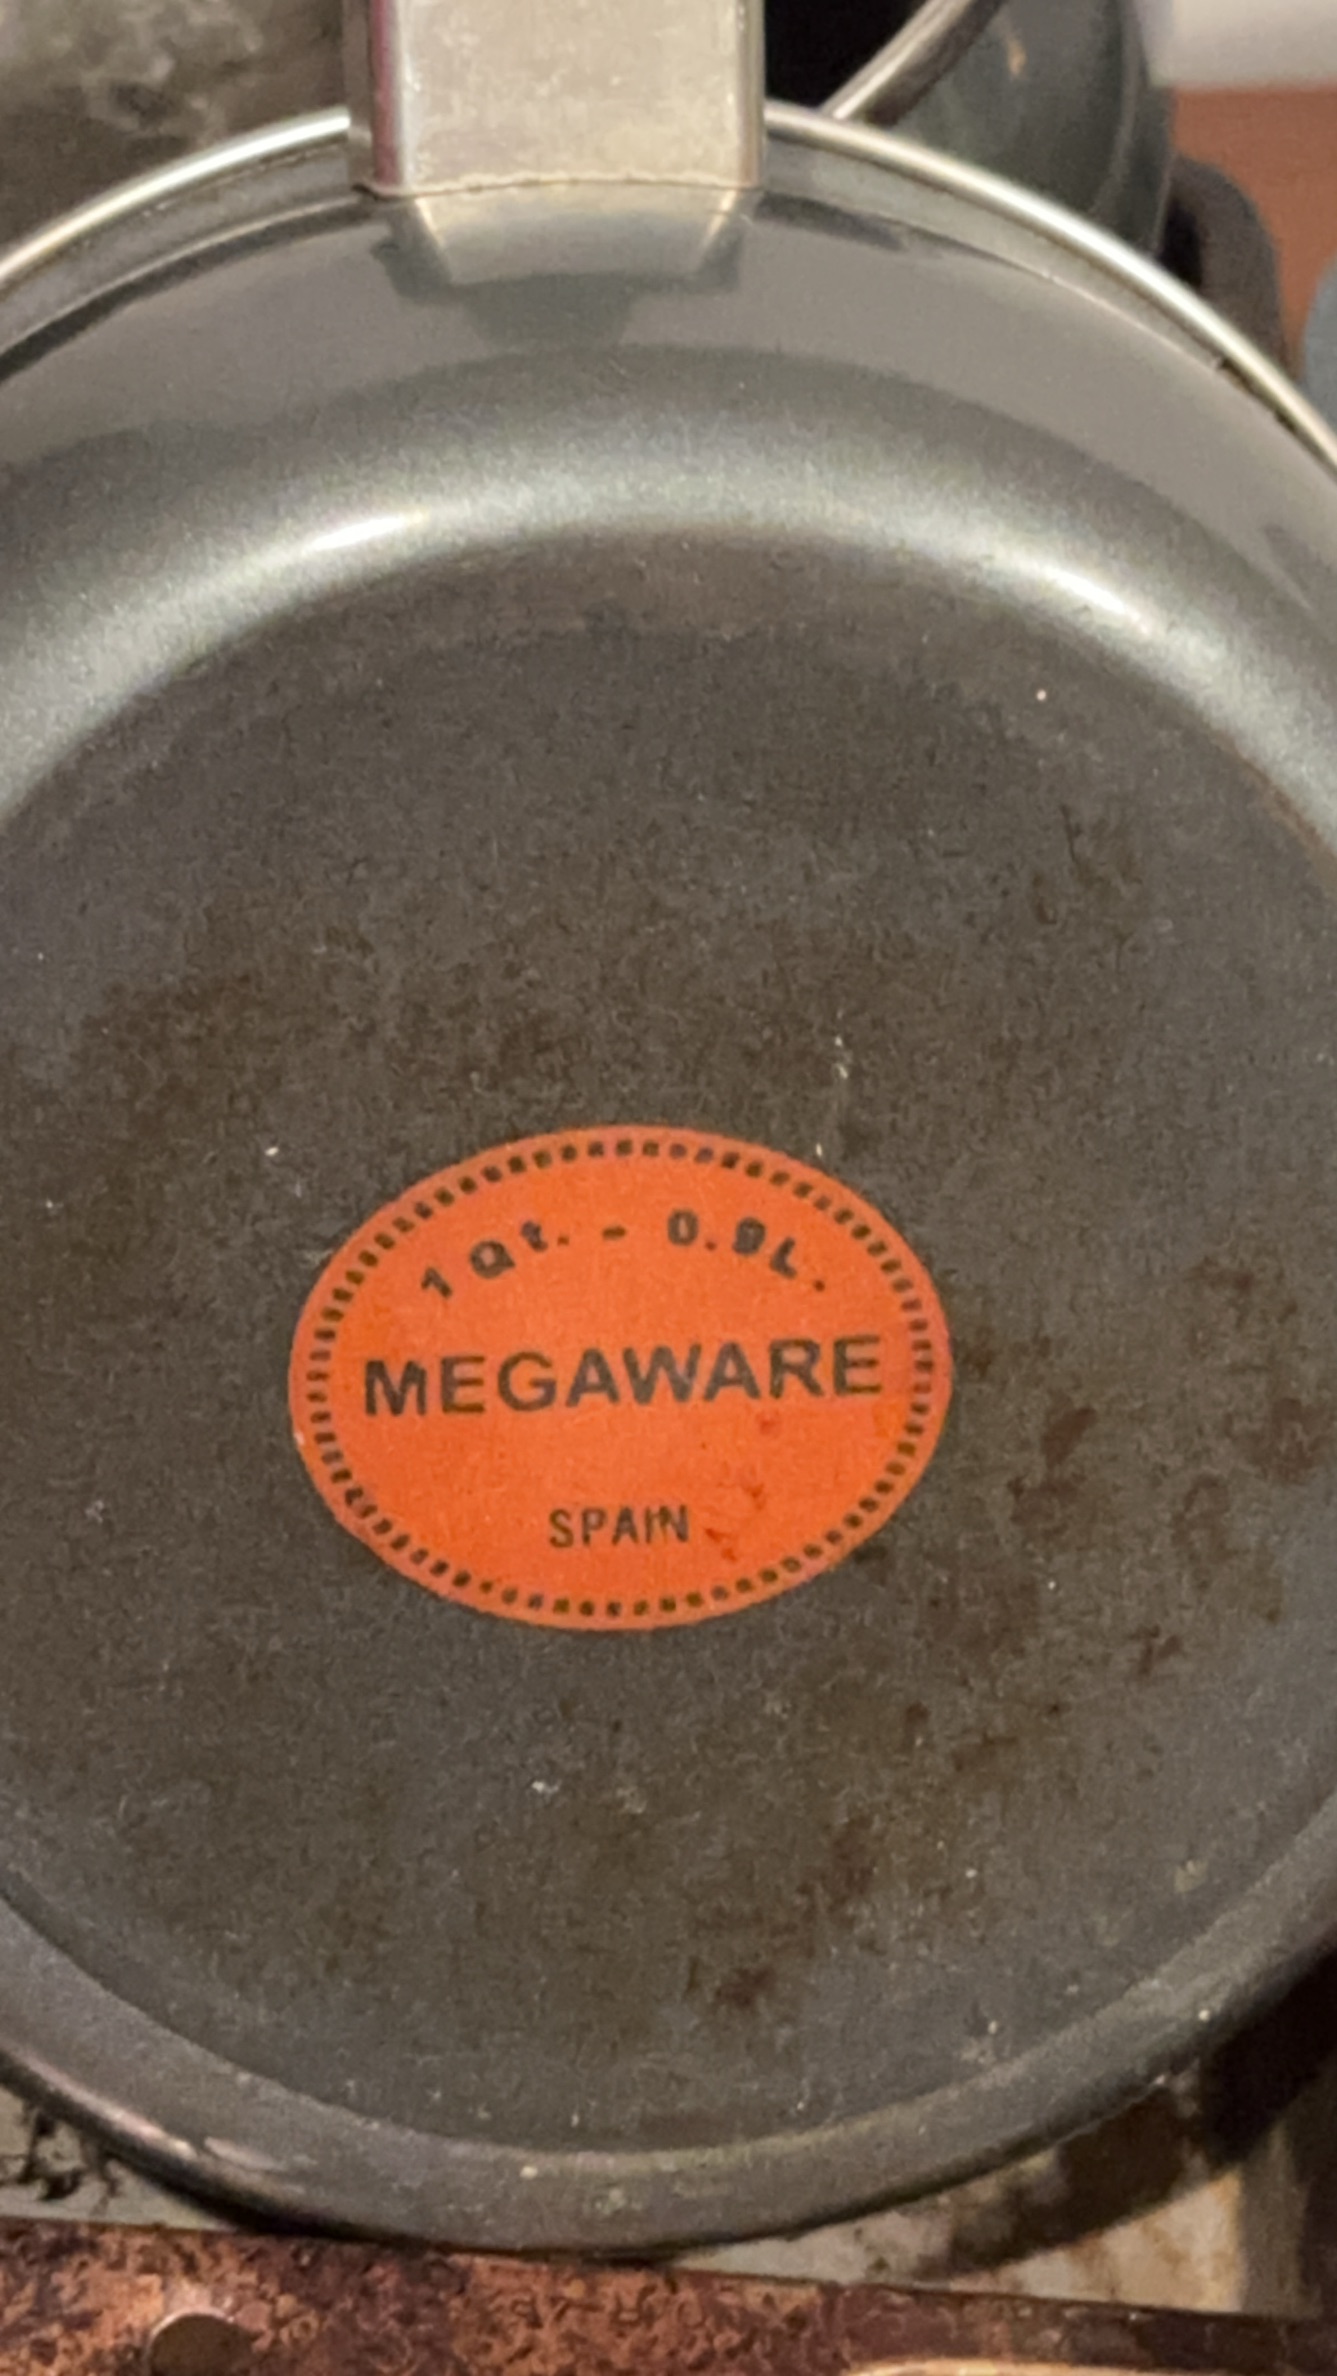 1 Qt. - 0.9L.
MEGAWARE
SPAIN